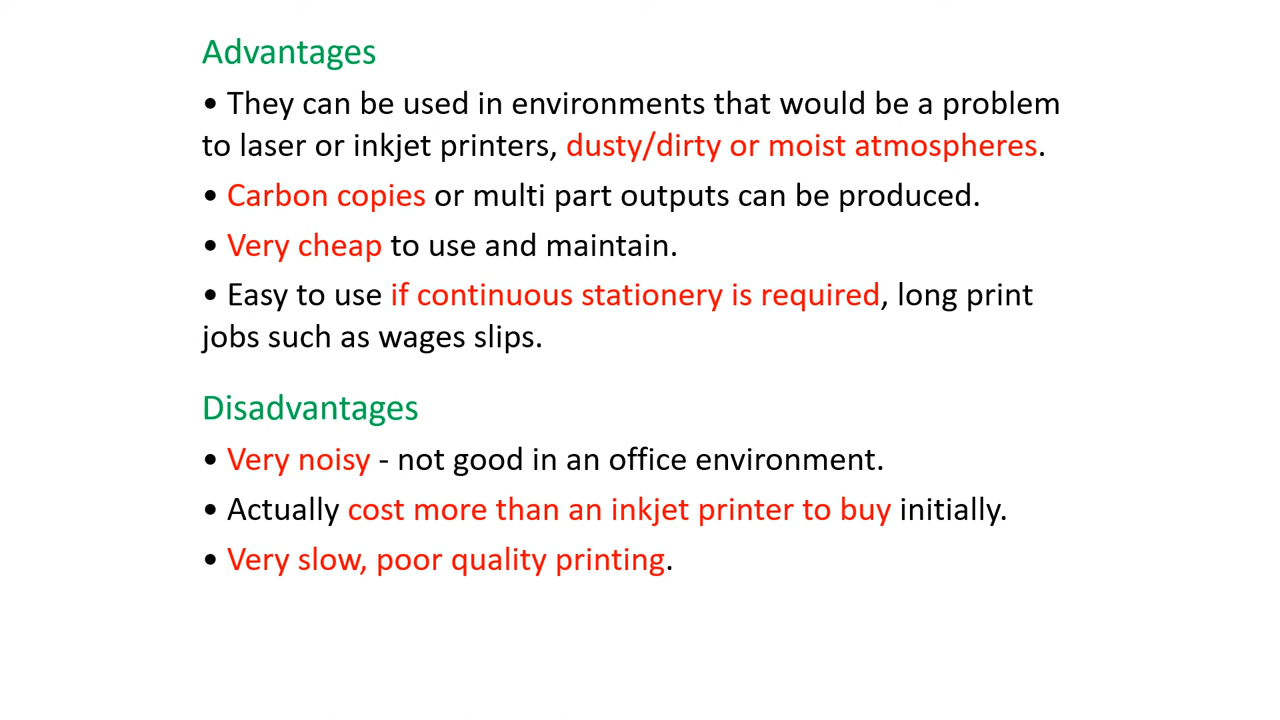 Advantages
• They can be used in environments that would be a problem
to laser or inkjet printers, dusty/dirty or moist atmospheres.
• Carbon copies or multi part outputs can be produced.
• Very cheap to use and maintain.
• Easy to use if continuous stationery is required, long print
jobs such as wages slips.
Disadvantages
• Very noisy - not good in an office environment.
• Actually cost more than an inkjet printer to buy initially.
• Very slow, poor quality printing.